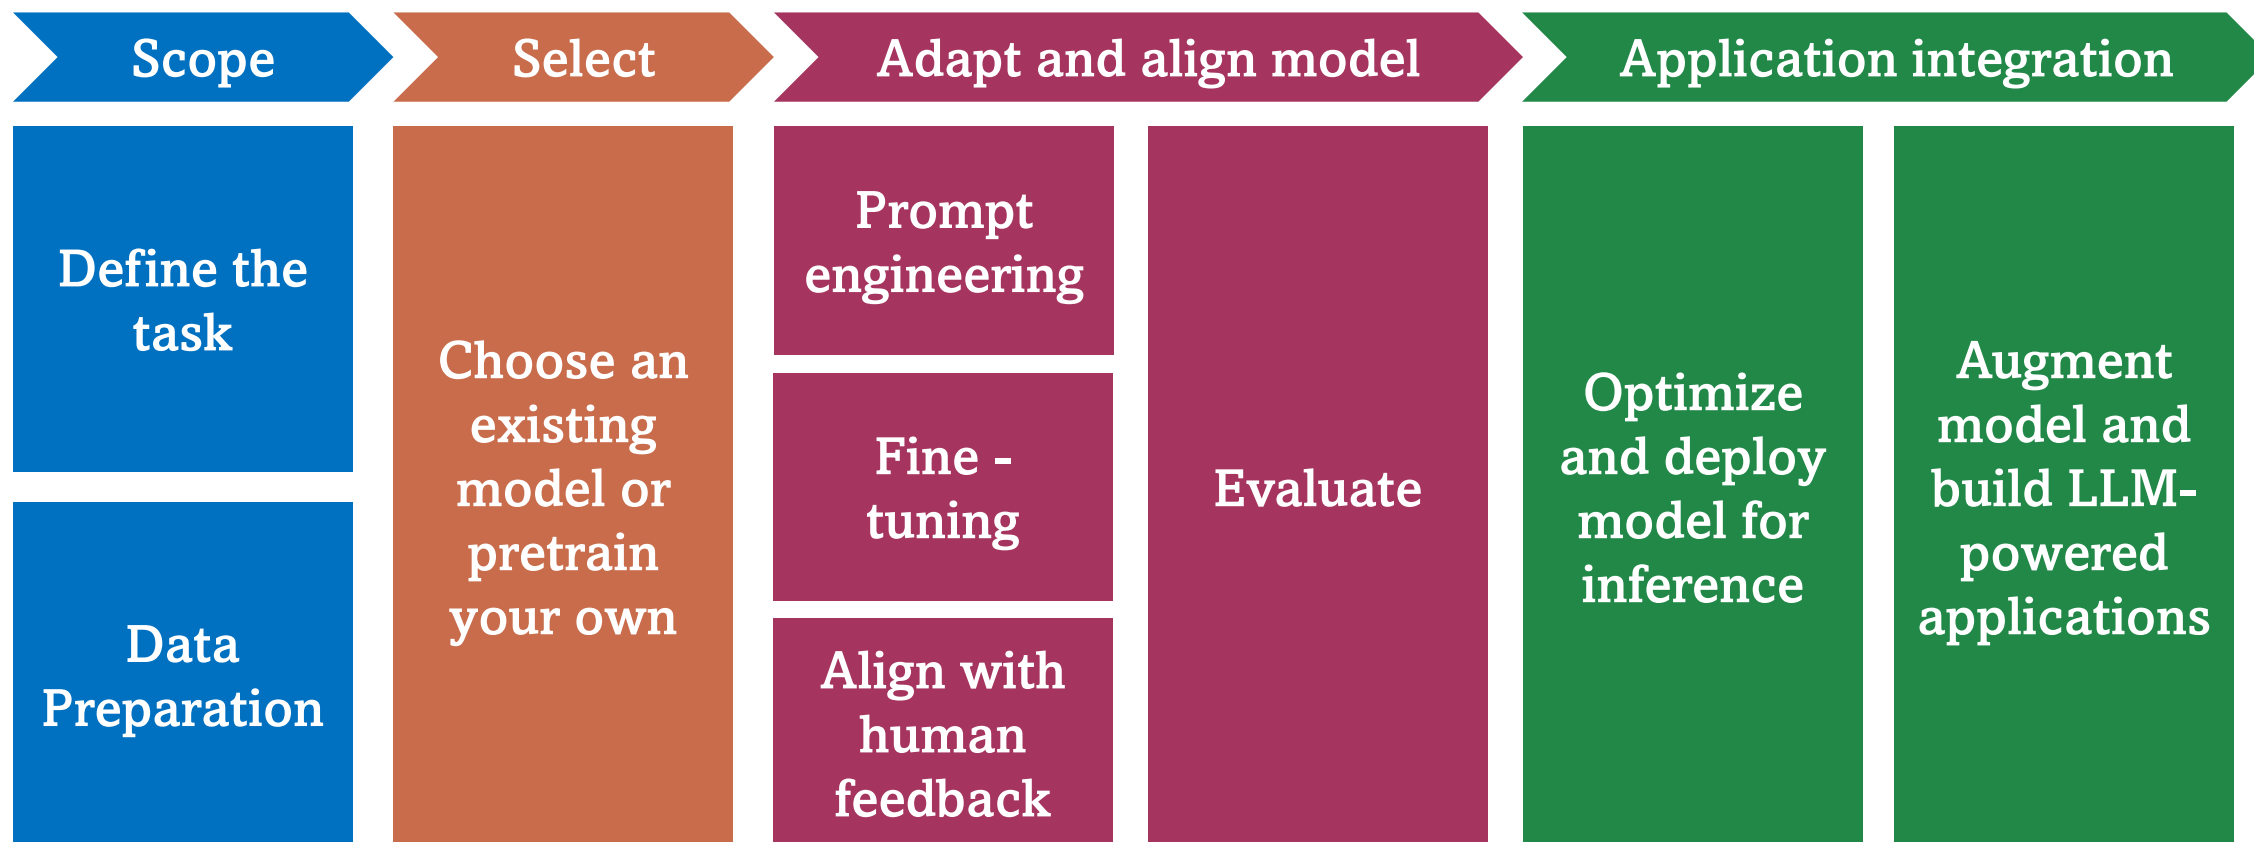 Scope
Select
Adapt and align model
Application integration
Define the
task
Data
Preparation
Choose an
existing
model or
pretrain
your own
Prompt
engineering
Fine -
tuning
Align with
human
feedback
Evaluate
Optimize
and deploy
model for
inference
Augment
model and
build LLM-
powered
applications